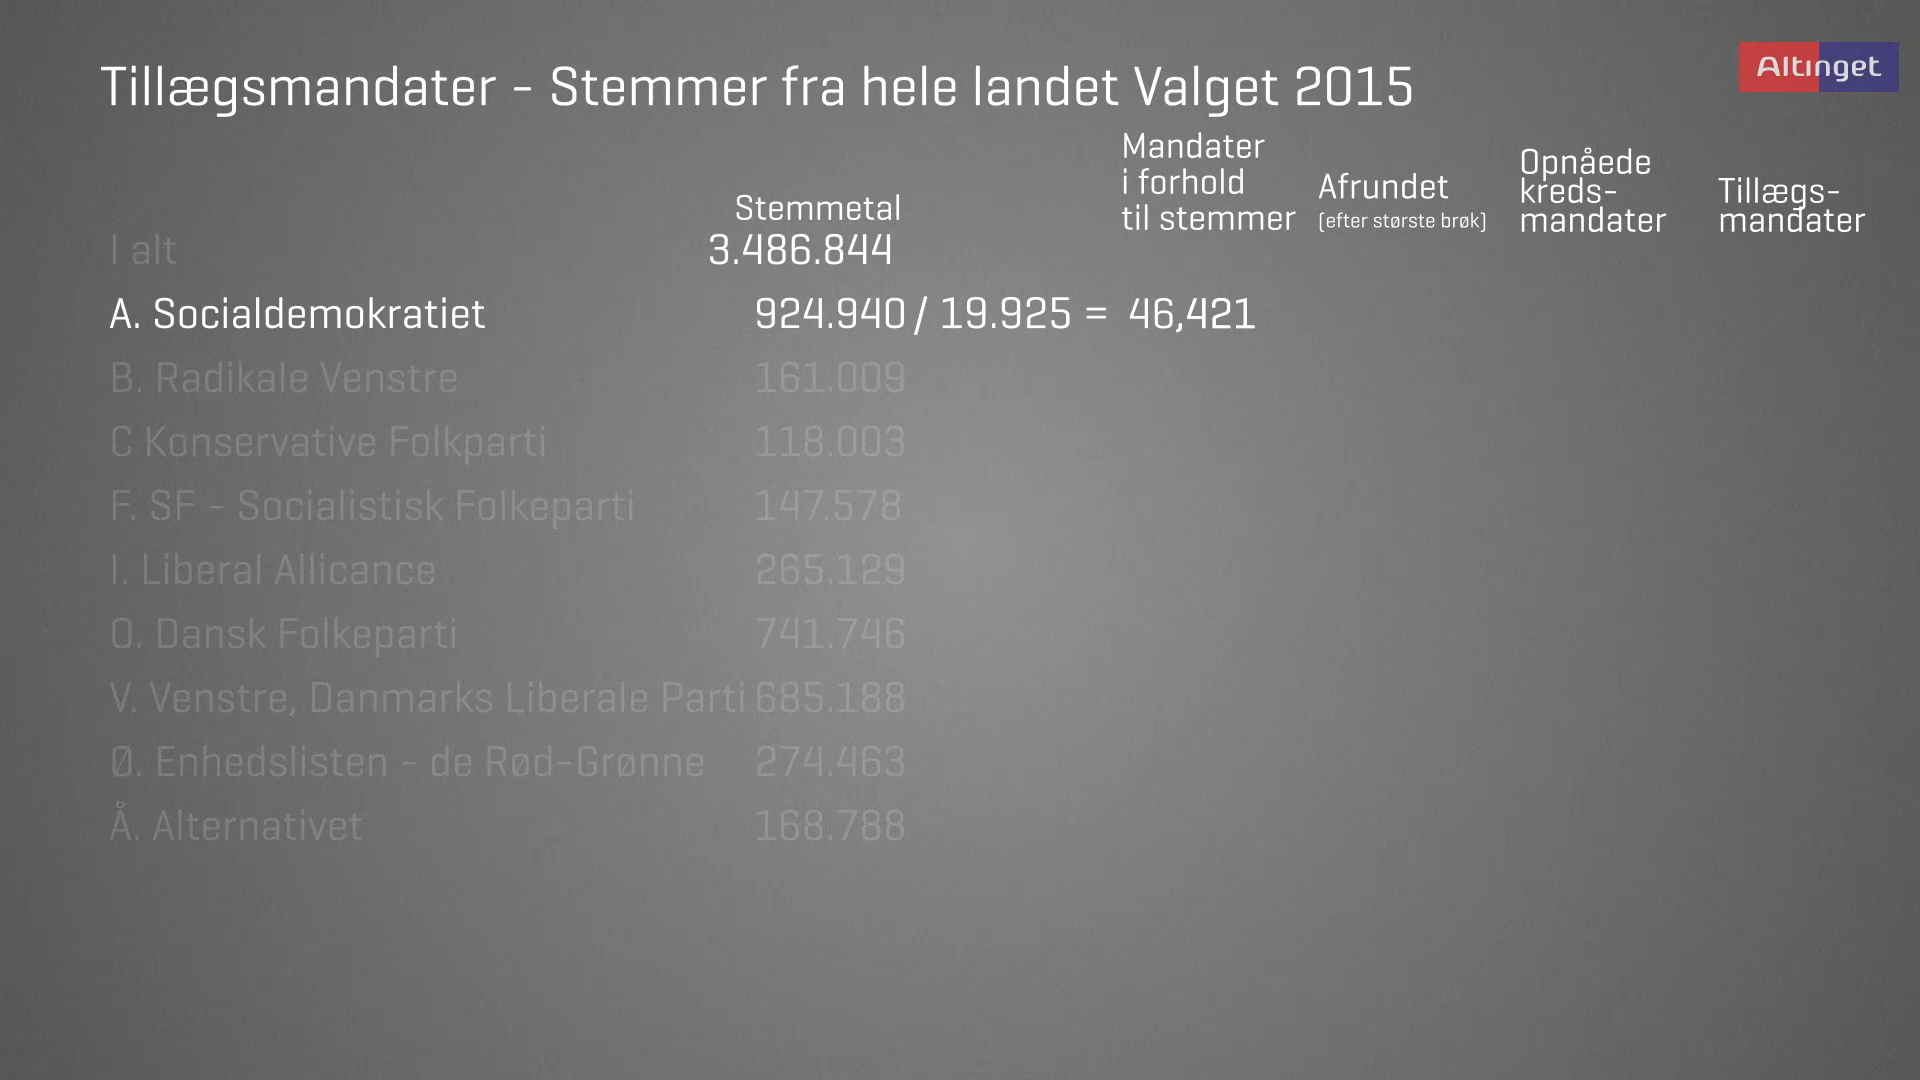 Tillægsmandater - Stemmer fra hele landet Valget 2015
Altinget
Mandater
i forhold
til stemmer
Afrundet
(efter største brøk)
Opnåede
kreds-
mandater
Tillægs-
mandater
Stemmetal
I alt 3.486.844
A. Socialdemokratiet 924.940 / 19.925 = 46,421
B. Radikale Venstre 161.009
C Konservative Folkparti 118.003
F. SF - Socialistisk Folkeparti 147.578
I. Liberal Allicance 265.129
O. Dansk Folkeparti 741.746
V. Venstre, Danmarks Liberale Parti 685.188
Ø. Enhedslisten - de Rød-Grønne 274.463
Å. Alternativet 168.788